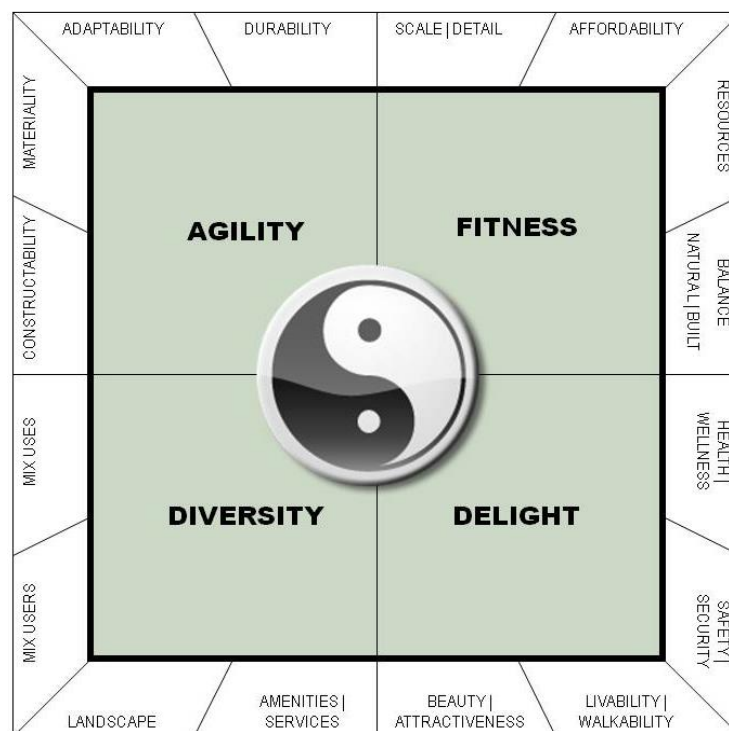 ADAPTABILITY
DURABILITY
SCALE | DETAIL
AFFORDABILITY
MATERIALITY
CONSTRUCTABILITY
MIX USES
MIX USERS
AGILITY
FITNESS
DIVERSITY
DELIGHT
RESOURCES
BALANCE
NATURAL | BUILT
HEALTH |
WELLNESS
SAFETY |
SECURITY
LANDSCAPE
AMENITIES |
SERVICES
BEAUTY |
ATTRACTIVENESS
LIVABILITY |
WALKABILITY